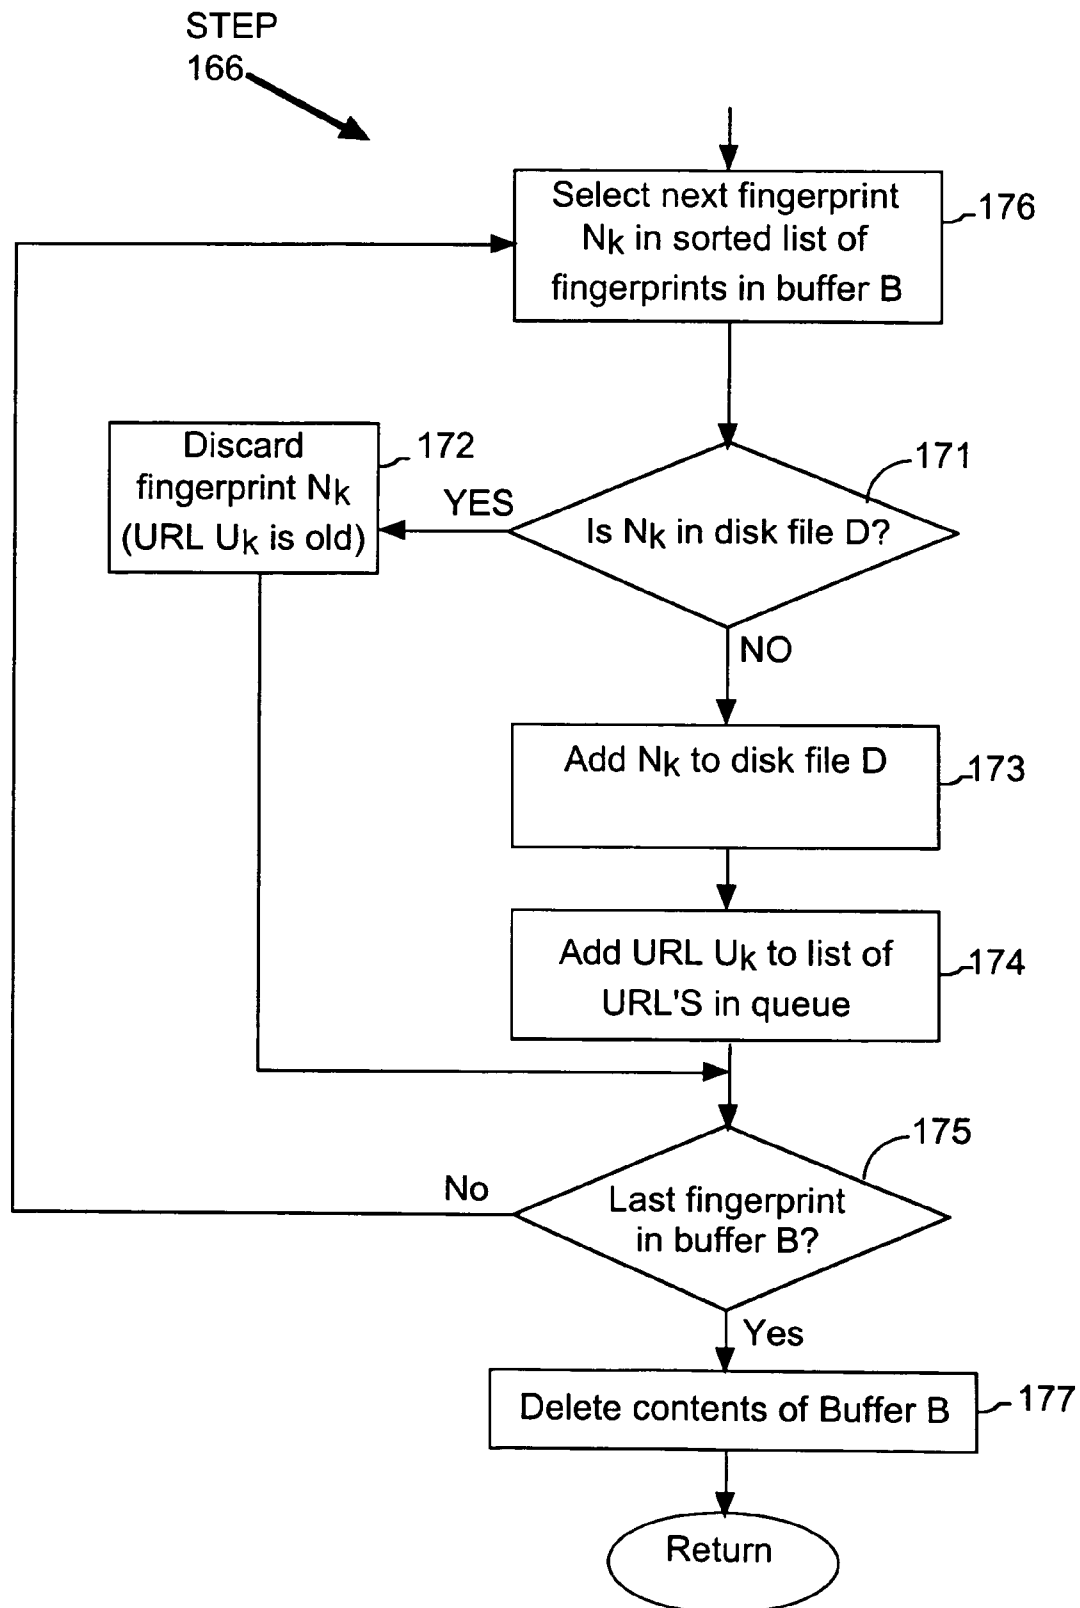 STEP
166
Select next fingerprint
Nk in sorted list of
fingerprints in buffer B
176
Discard
fingerprint Nk
(URL Uk is old)
172
YES
Is Nk in disk file D?
171
NO
Add Nk to disk file D
173
Add URL Uk to list of
URL'S in queue
174
175
No
Last fingerprint
in buffer B?
Yes
Delete contents of Buffer B
177
Return